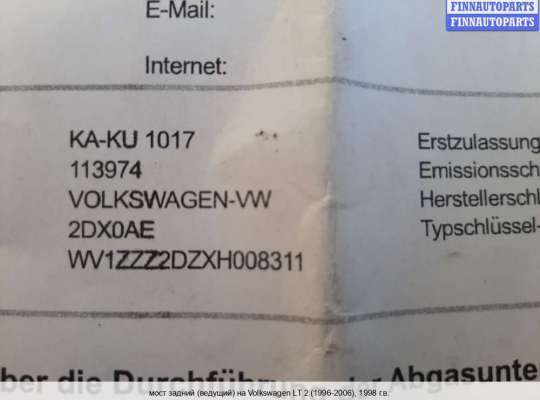 FINNAUTOPARTS
FINNAUTOPARTS
E-Mail:
Internet:
KA-KU 1017
113974
VOLKSWAGEN-VW
2DX0AE
WV1ZZZ2DZXH008311
Erstzulassung
Emissionssch
Herstellerschl
Typschlüssel-
ber die Durchführung der Abgasunte
мост задний (ведущий) на Volkswagen LT 2 (1996-2006), 1998 г.в.